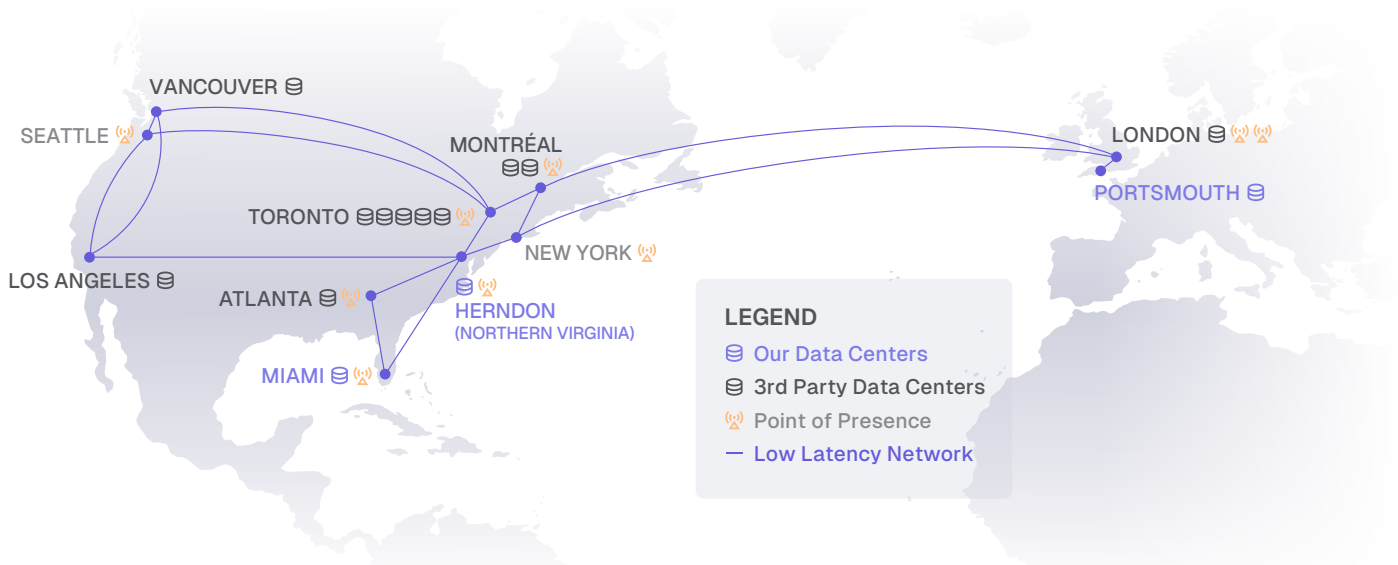 VANCOUVER
SEATTLE
MONTRÉAL
LONDON
PORTSMOUTH
TORONTO
NEW YORK
LOS ANGELES
ATLANTA
HERNDON
(NORTHERN VIRGINIA)
MIAMI
LEGEND
Our Data Centers
3rd Party Data Centers
Point of Presence
Low Latency Network